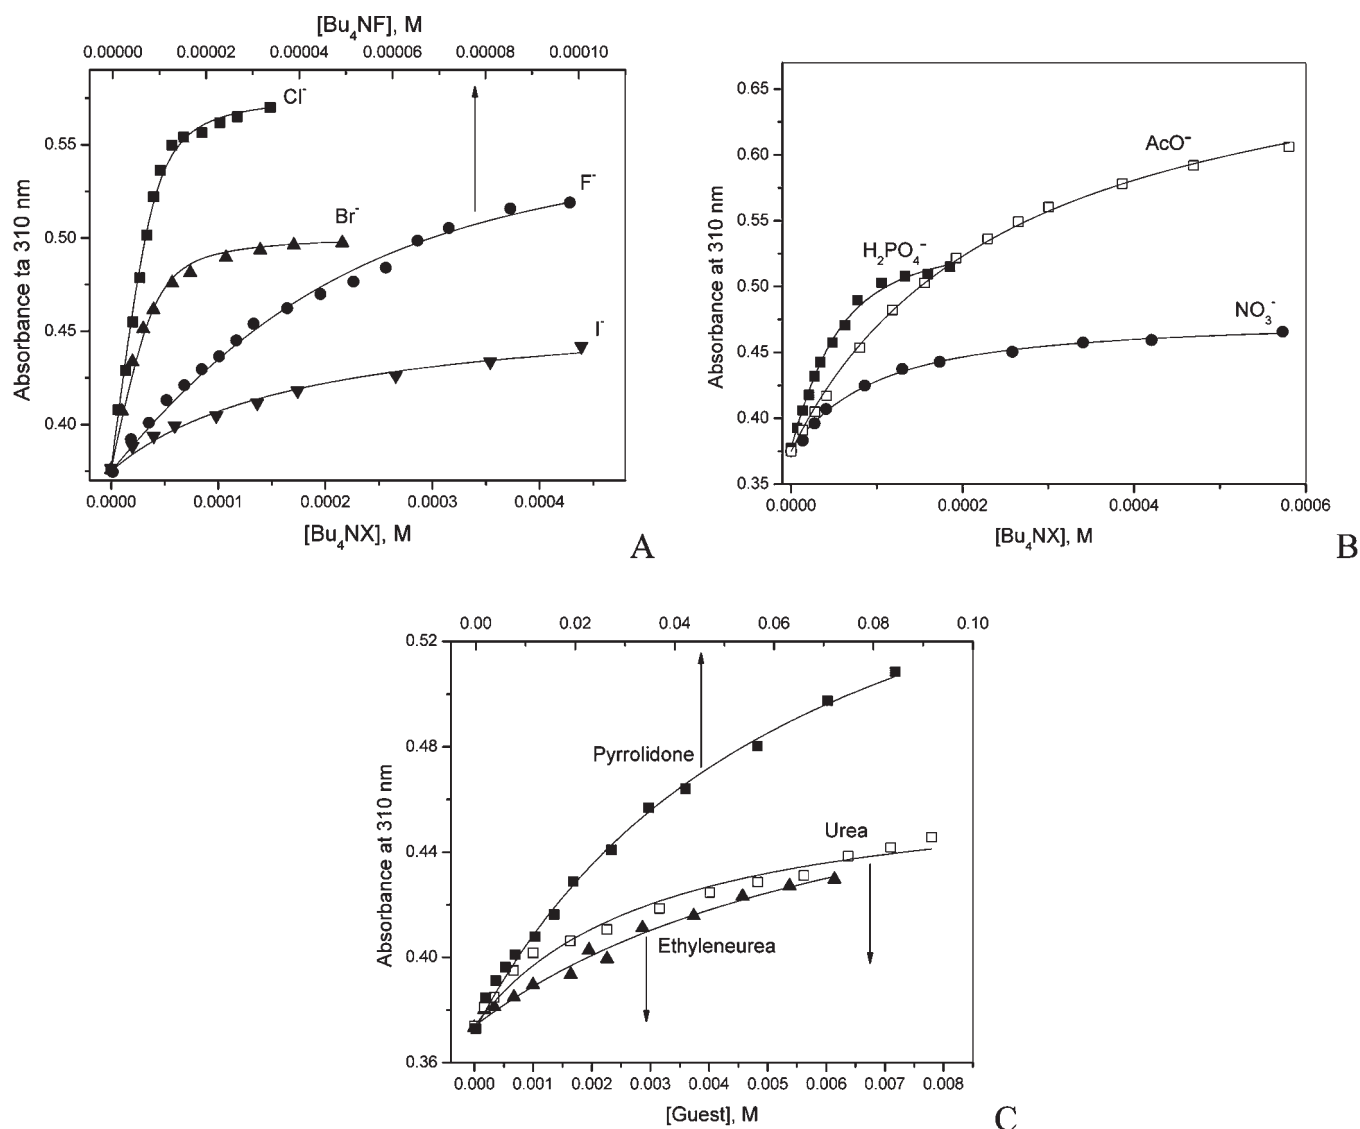 [Bu₄NF], M
0.00000 0.00002 0.00004 0.00006 0.00008 0.00010
Cl⁻
F⁻
Br⁻
I⁻
0.55
0.50
0.45
0.40
Absorbance ta 310 nm
0.0000 0.0001 0.0002 0.0003 0.0004
[Bu₄NX], M
A
0.65
0.60
0.55
0.50
0.45
0.40
0.35
Absorbance at 310 nm
AcO⁻
H₂PO₄⁻
NO₃⁻
0.0000 0.0002 0.0004 0.0006
[Bu₄NX], M
B
0.00 0.02 0.04 0.06 0.08 0.10
0.52
0.48
0.44
0.40
0.36
Absorbance at 310 nm
Pyrrolidone
Urea
Ethyleneurea
0.000 0.001 0.002 0.003 0.004 0.005 0.006 0.007 0.008
[Guest], M
C